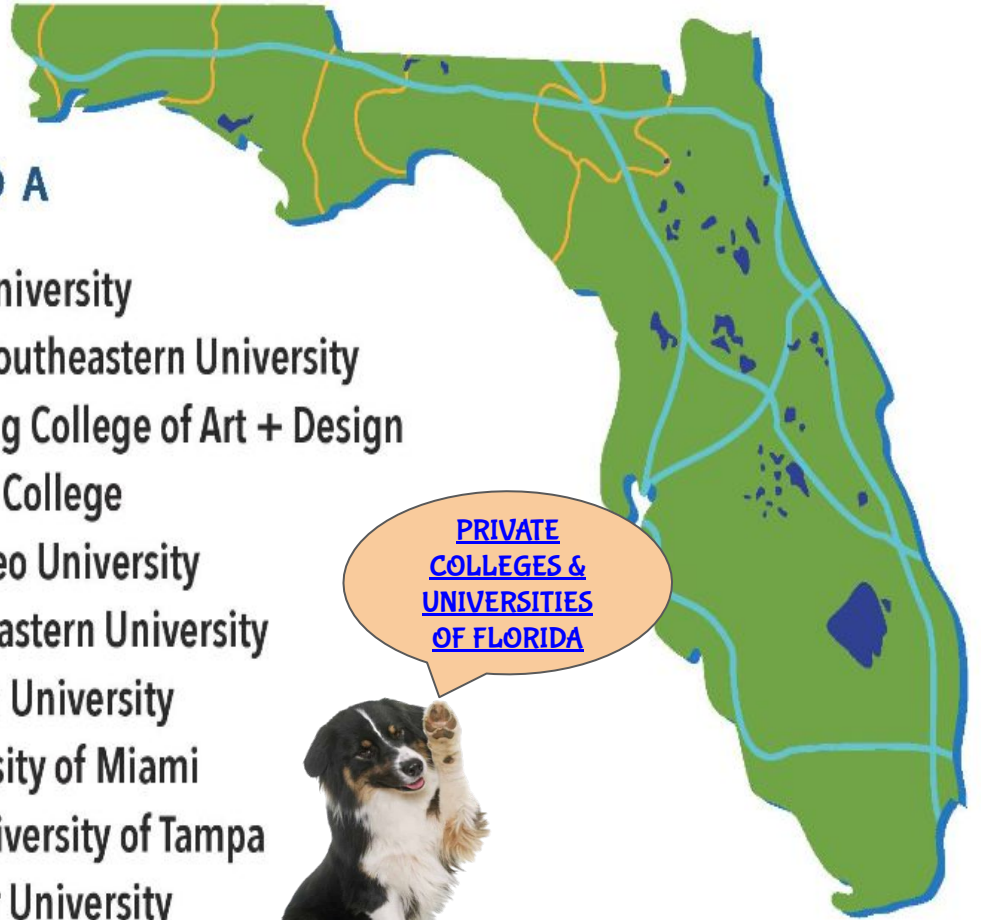 A
niversity
outheastern University
g College of Art + Design
College
eo University
astern University
University
sity of Miami
iversity of Tampa
University
PRIVATE
COLLEGES &
UNIVERSITIES
OF FLORIDA